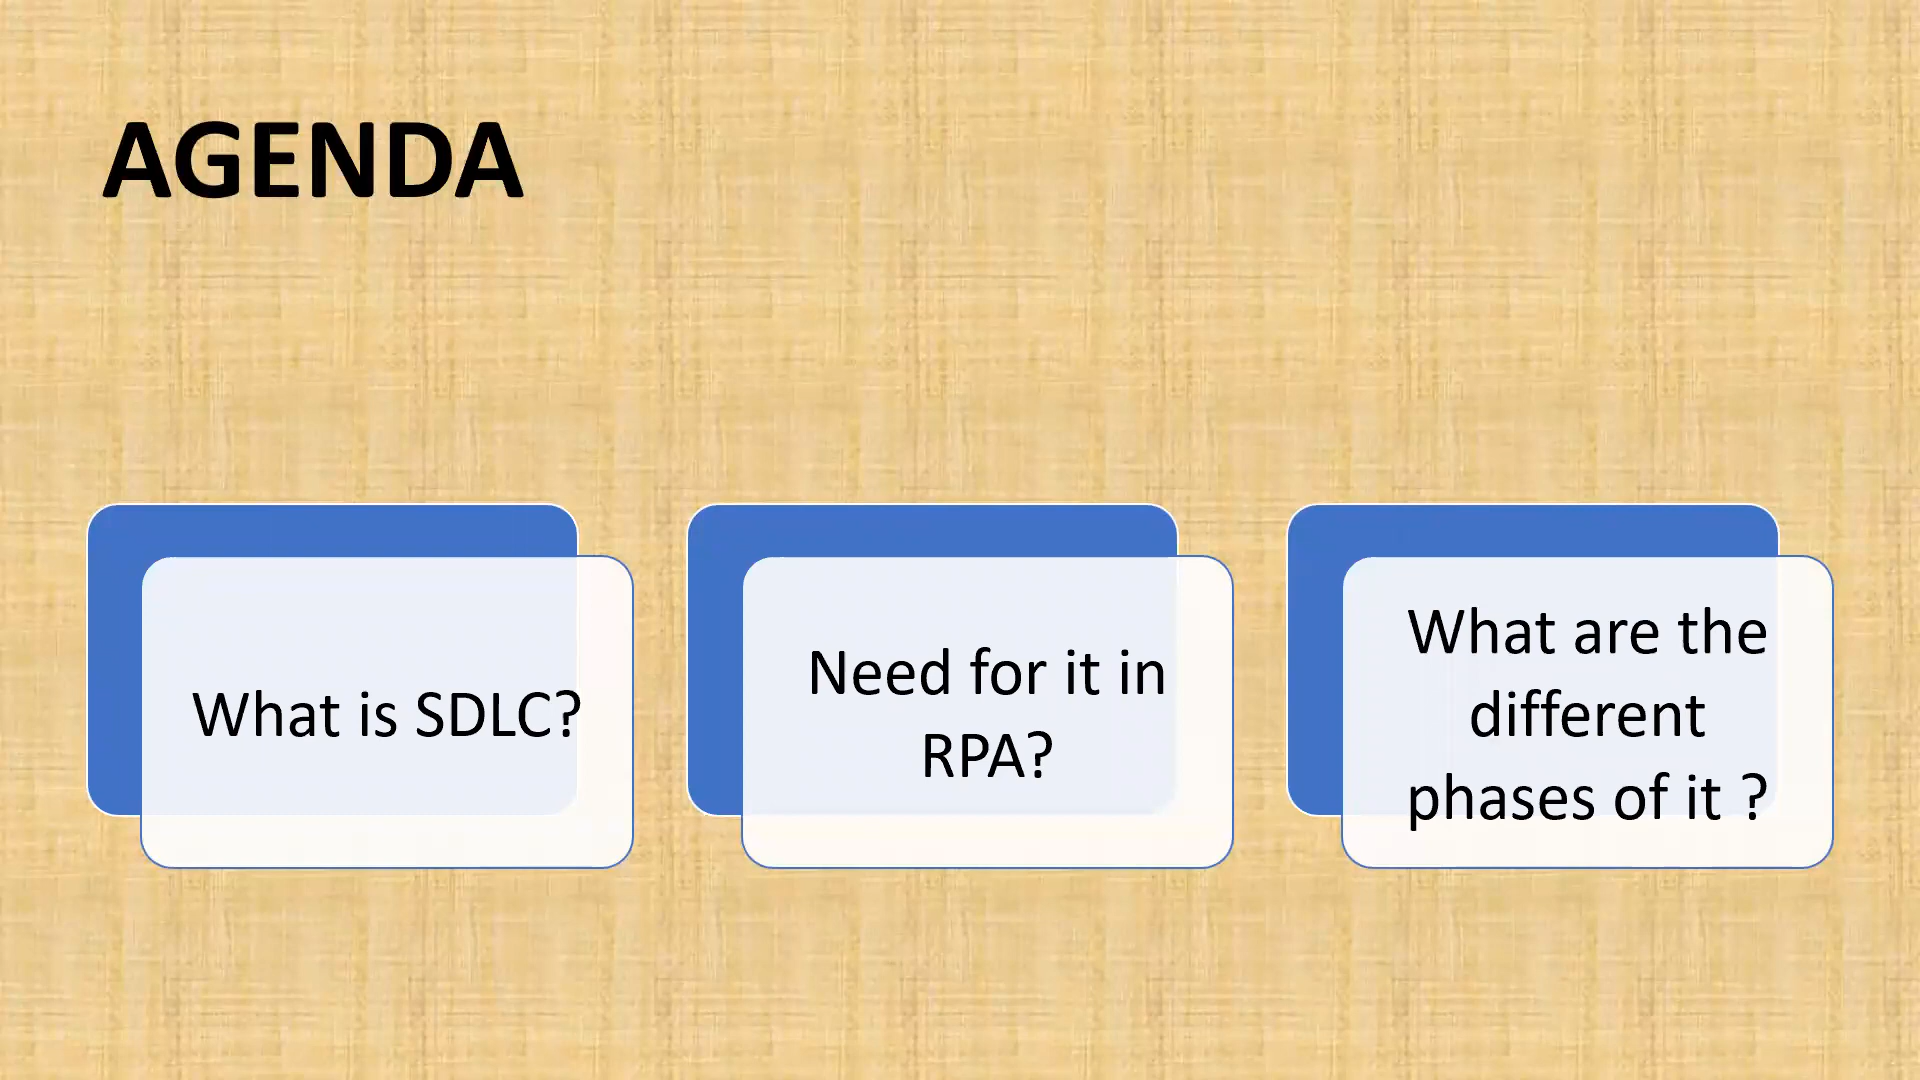 AGENDA
What is SDLC?
Need for it in
RPA?
What are the
different
phases of it ?